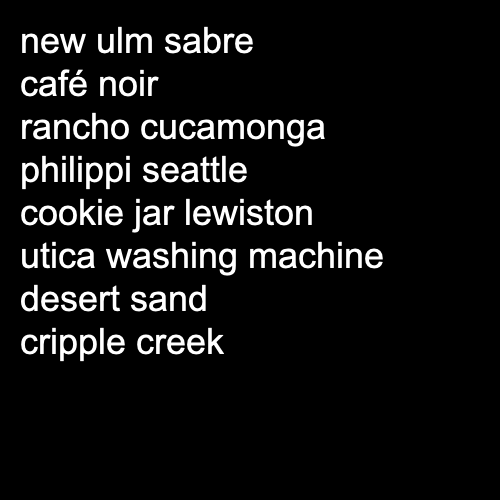 new ulm sabre
café noir
rancho cucamonga
philippi seattle
cookie jar lewiston
utica washing machine
desert sand
cripple creek